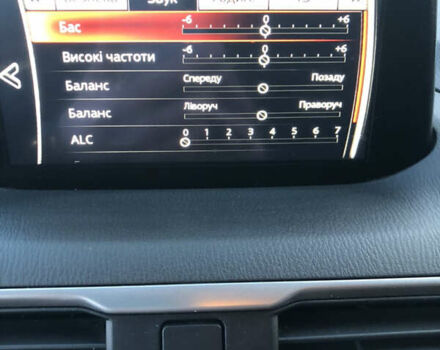 Звук
Бас -6 0 +6
Високі частоти -6 0 +6
Баланс Спереду Позаду
Баланс Ліворуч Праворуч
ALC 0 1 2 3 4 5 6 7